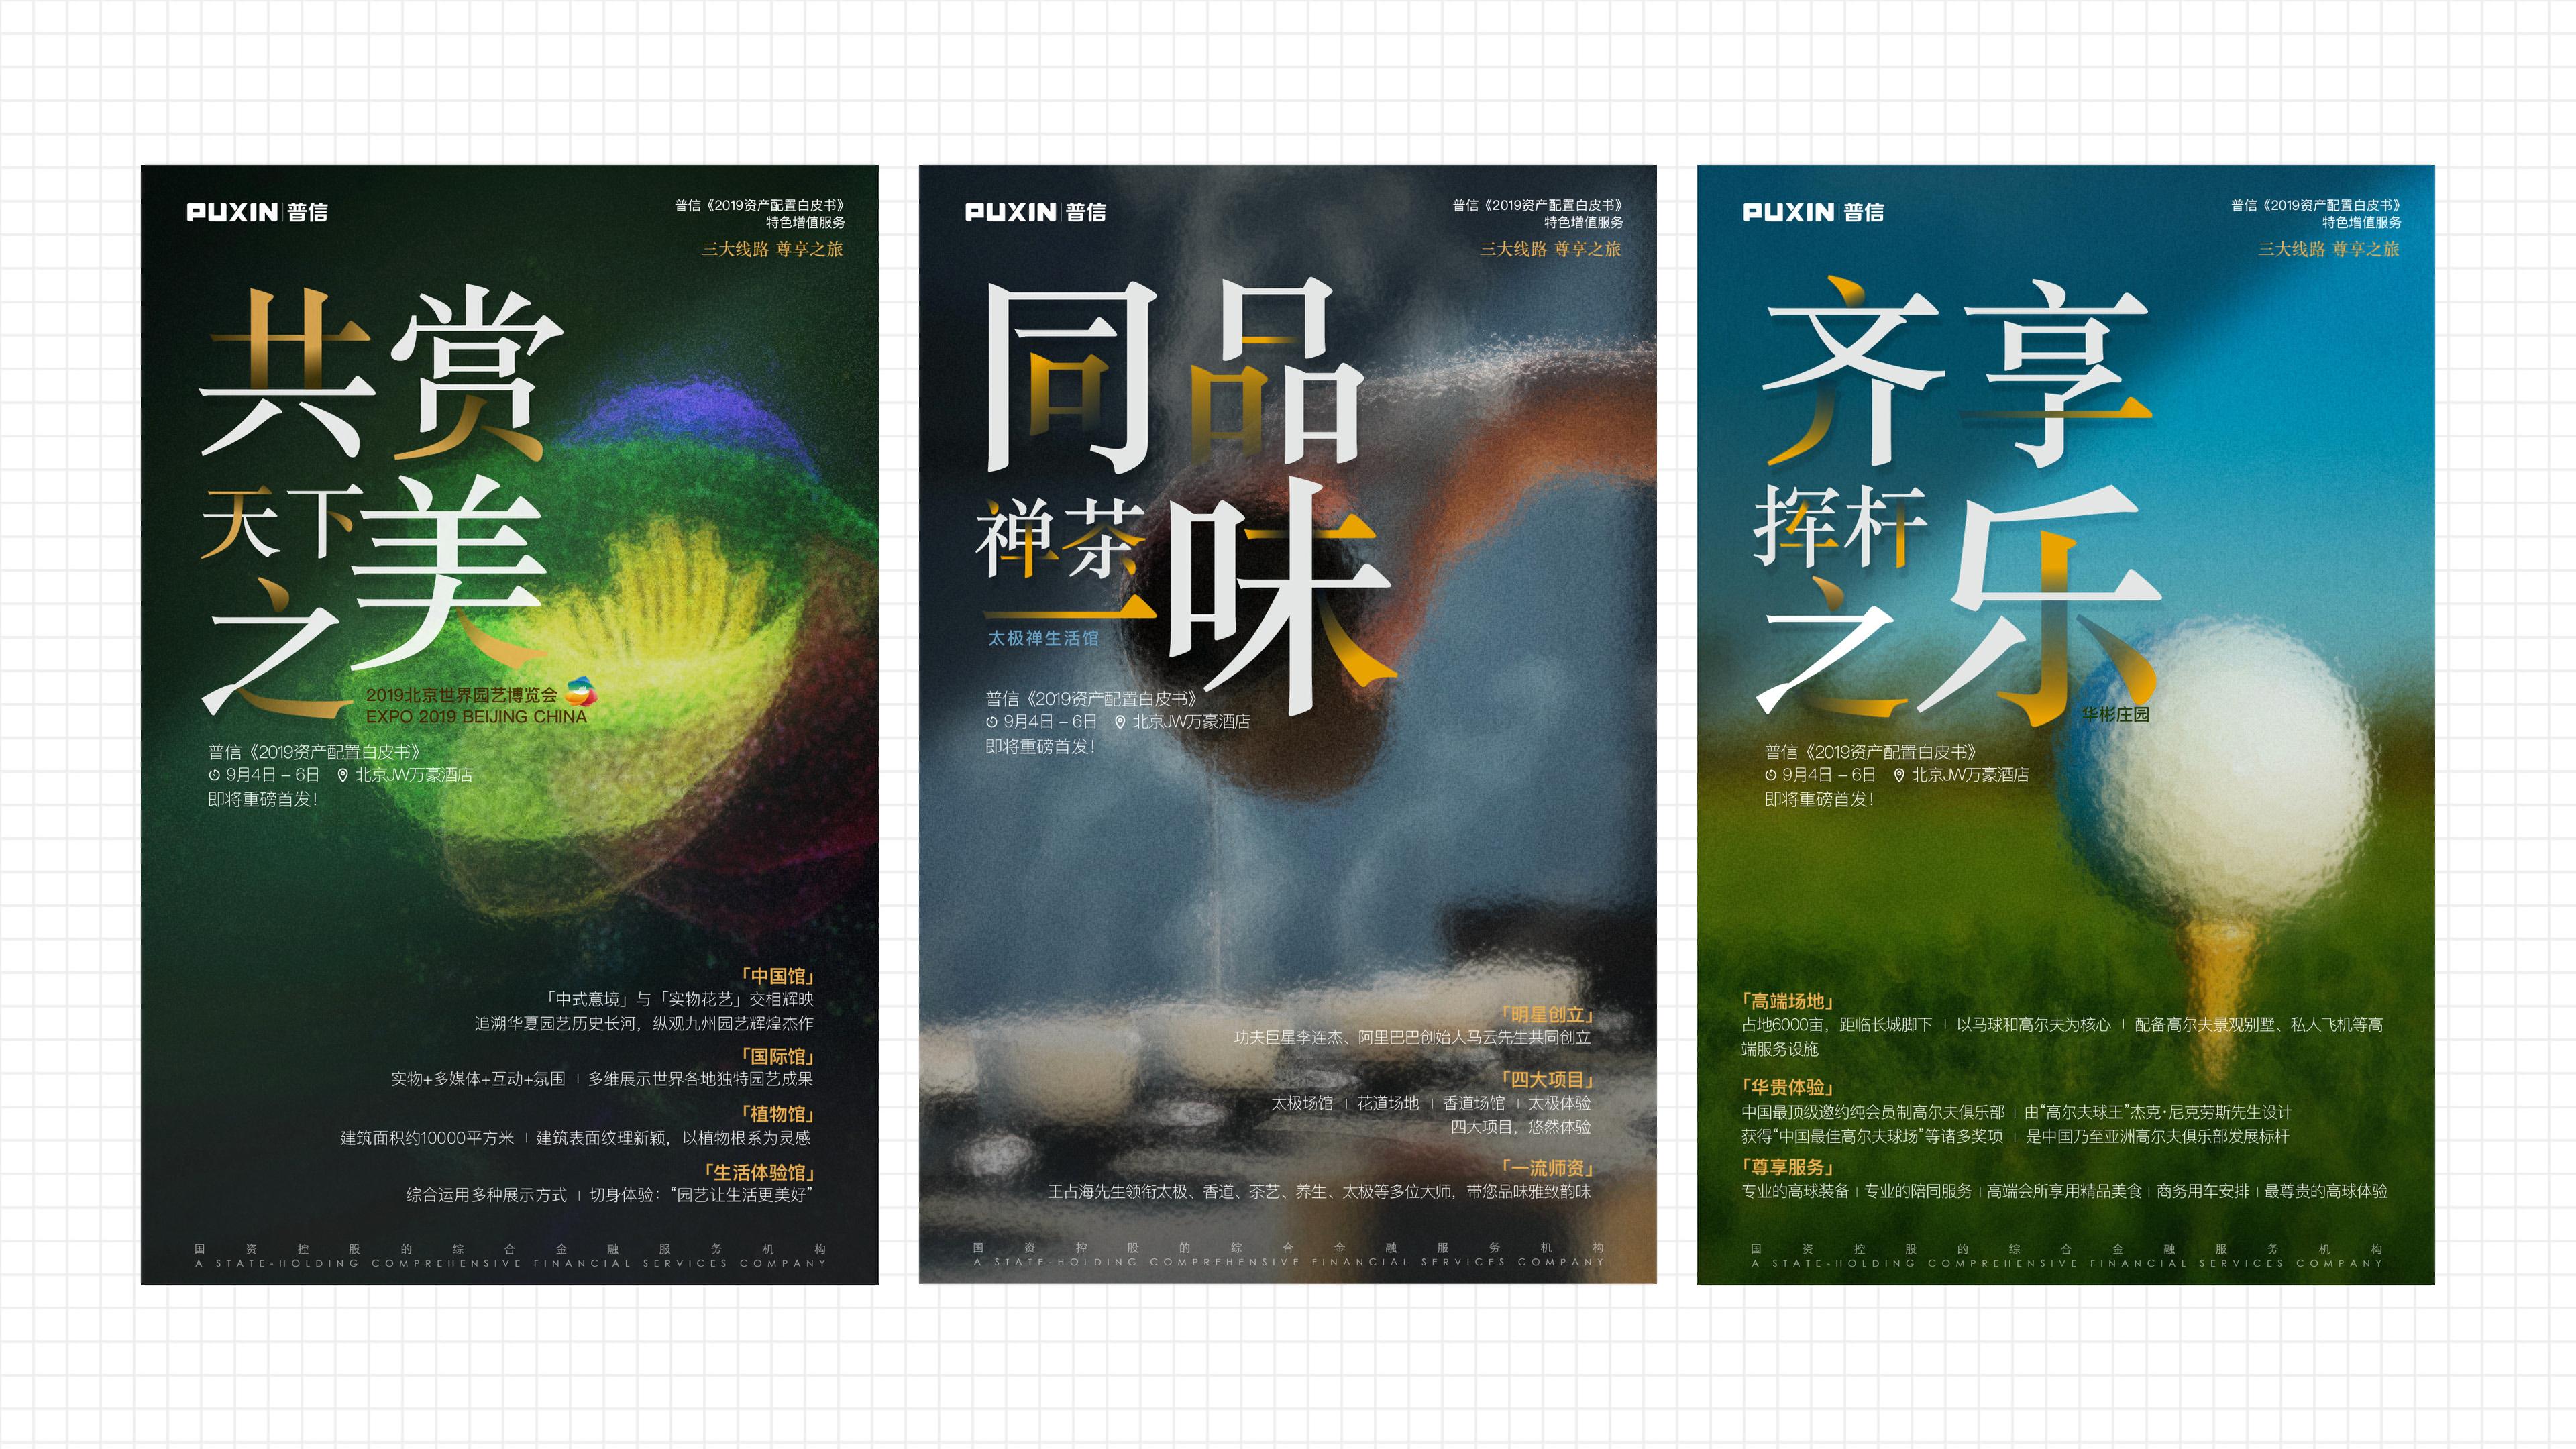 PUXIN 普信
普信《2019资产配置白皮书》
特色增值服务
三大线路 尊享之旅
共赏
天下
之美
2019北京世界园艺博览会
EXPO 2019 BEIJING CHINA
普信《2019资产配置白皮书》
9月4日 – 6日 北京JW万豪酒店
即将重磅首发！
「中国馆」
「中式意境」与「实物花艺」交相辉映
追溯华夏园艺历史长河，纵观九州园艺辉煌杰作
「国际馆」
实物+多媒体+互动+氛围 | 多维展示世界各地独特园艺成果
「植物馆」
建筑面积约10000平方米 | 建筑表面纹理新颖，以植物根系为灵感
「生活体验馆」
综合运用多种展示方式 | 切身体验：“园艺让生活更美好”
国资控股的综合金融服务机构
A STATE-HOLDING COMPREHENSIVE FINANCIAL SERVICES COMPANY
PUXIN 普信
普信《2019资产配置白皮书》
特色增值服务
三大线路 尊享之旅
同品
禅茶
一味
太极禅生活馆
普信《2019资产配置白皮书》
9月4日 – 6日 北京JW万豪酒店
即将重磅首发！
「明星创立」
功夫巨星李连杰、阿里巴巴创始人马云先生共同创立
「四大项目」
太极场馆 | 花道场地 | 香道场馆 | 太极体验
四大项目，悠然体验
「一流师资」
王占海先生领衔太极、香道、茶艺、养生、太极等多位大师，带您品味雅致韵味
国资控股的综合金融服务机构
A STATE-HOLDING COMPREHENSIVE FINANCIAL SERVICES COMPANY
PUXIN 普信
普信《2019资产配置白皮书》
特色增值服务
三大线路 尊享之旅
齐享
挥杆
之乐
华彬庄园
普信《2019资产配置白皮书》
9月4日 – 6日 北京JW万豪酒店
即将重磅首发！
「高端场地」
占地6000亩，距临长城脚下 | 以马球和高尔夫为核心 | 配备高尔夫景观别墅、私人飞机等高
端服务设施
「华贵体验」
中国最顶级邀约纯会员制高尔夫俱乐部 | 由“高尔夫球王”杰克·尼克劳斯先生设计
获得“中国最佳高尔夫球场”等诸多奖项 | 是中国乃至亚洲高尔夫俱乐部发展标杆
「尊享服务」
专业的高球装备 | 专业的陪同服务 | 高端会所享用精品美食 | 商务用车安排 | 最尊贵的高球体验
国资控股的综合金融服务机构
A STATE-HOLDING COMPREHENSIVE FINANCIAL SERVICES COMPANY